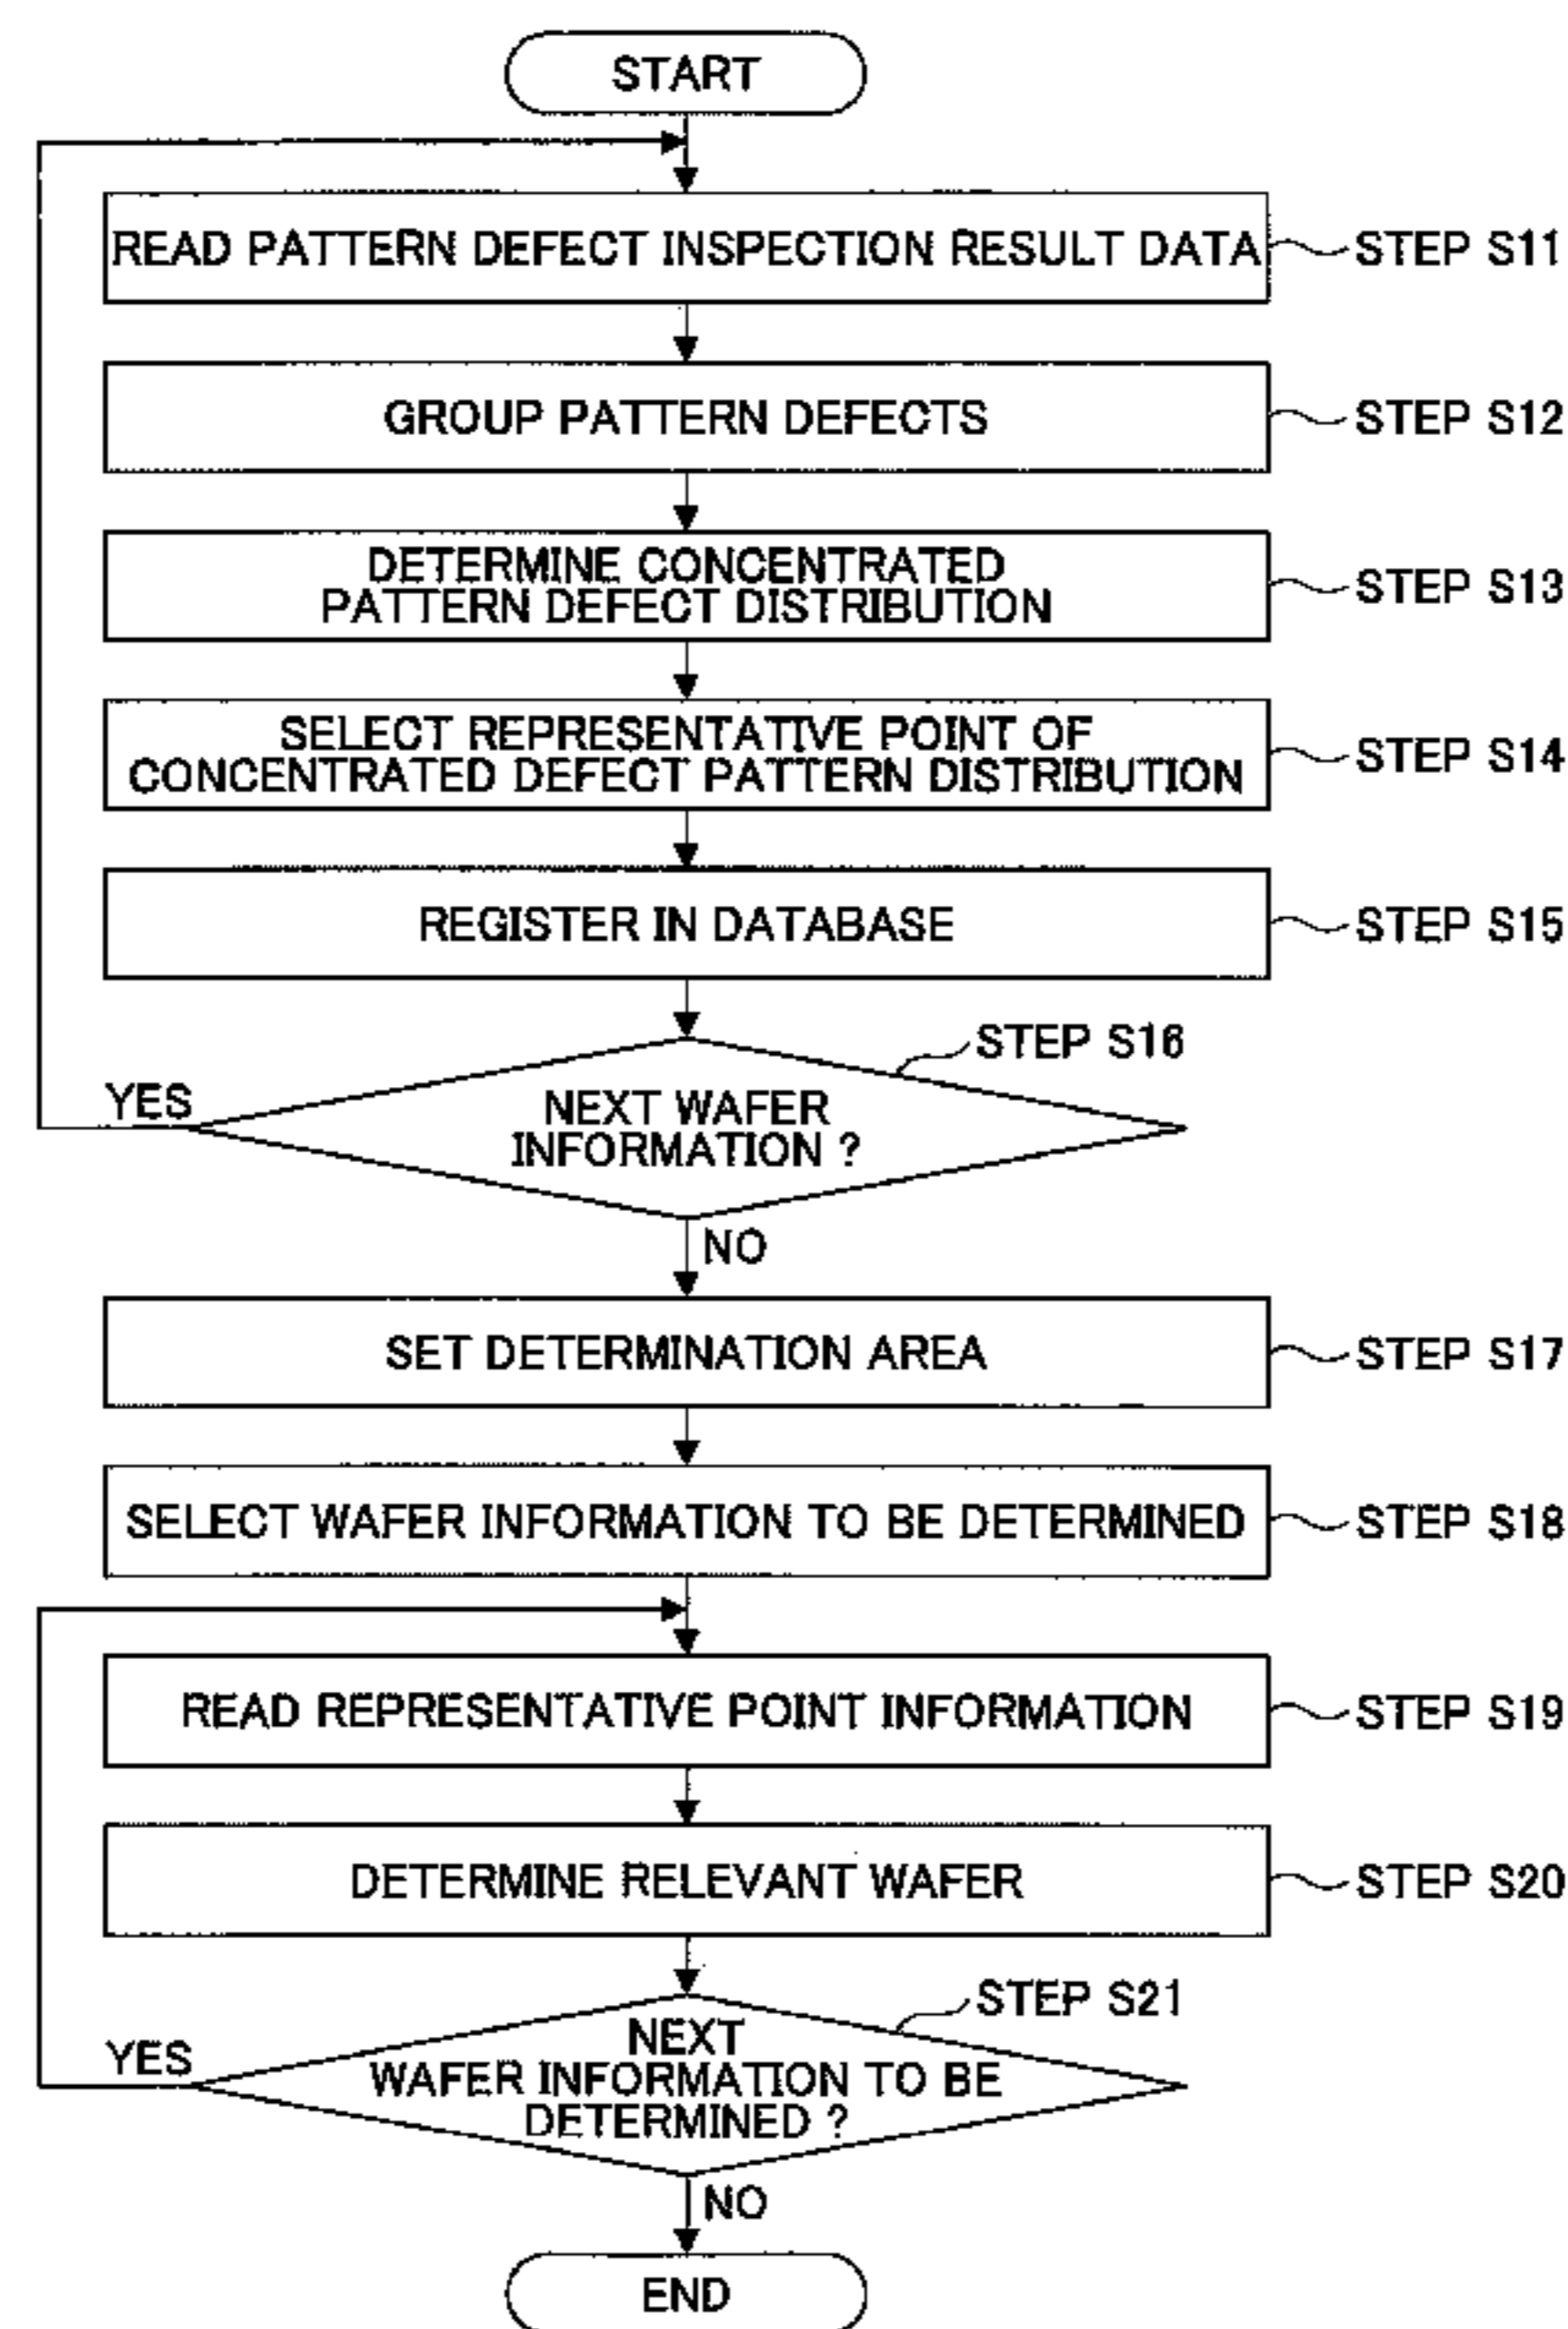 START
READ PATTERN DEFECT INSPECTION RESULT DATA
STEP S11
GROUP PATTERN DEFECTS
STEP S12
DETERMINE CONCENTRATED
PATTERN DEFECT DISTRIBUTION
STEP S13
SELECT REPRESENTATIVE POINT OF
CONCENTRATED DEFECT PATTERN DISTRIBUTION
STEP S14
REGISTER IN DATABASE
STEP S15
STEP S16
YES
NEXT WAFER
INFORMATION ?
NO
SET DETERMINATION AREA
STEP S17
SELECT WAFER INFORMATION TO BE DETERMINED
STEP S18
READ REPRESENTATIVE POINT INFORMATION
STEP S19
DETERMINE RELEVANT WAFER
STEP S20
STEP S21
YES
NEXT
WAFER INFORMATION TO BE
DETERMINED ?
NO
END